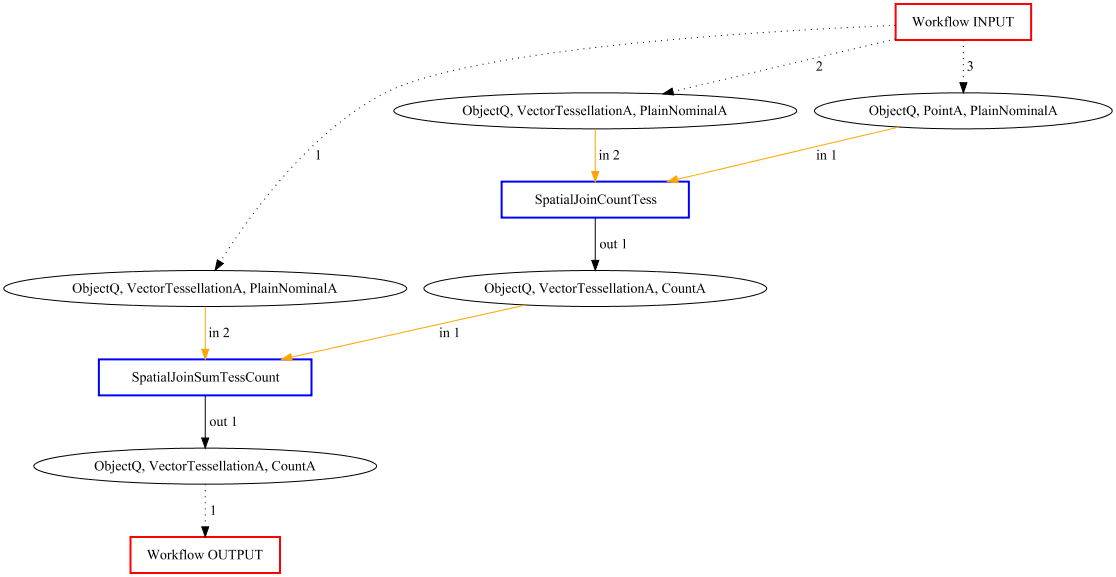 Workflow INPUT
2
3
ObjectQ, VectorTessellationA, PlainNominalA
ObjectQ, PointA, PlainNominalA
1
in 2
in 1
SpatialJoinCountTess
out 1
ObjectQ, VectorTessellationA, PlainNominalA
ObjectQ, VectorTessellationA, CountA
in 2
in 1
SpatialJoinSumTessCount
out 1
ObjectQ, VectorTessellationA, CountA
1
Workflow OUTPUT